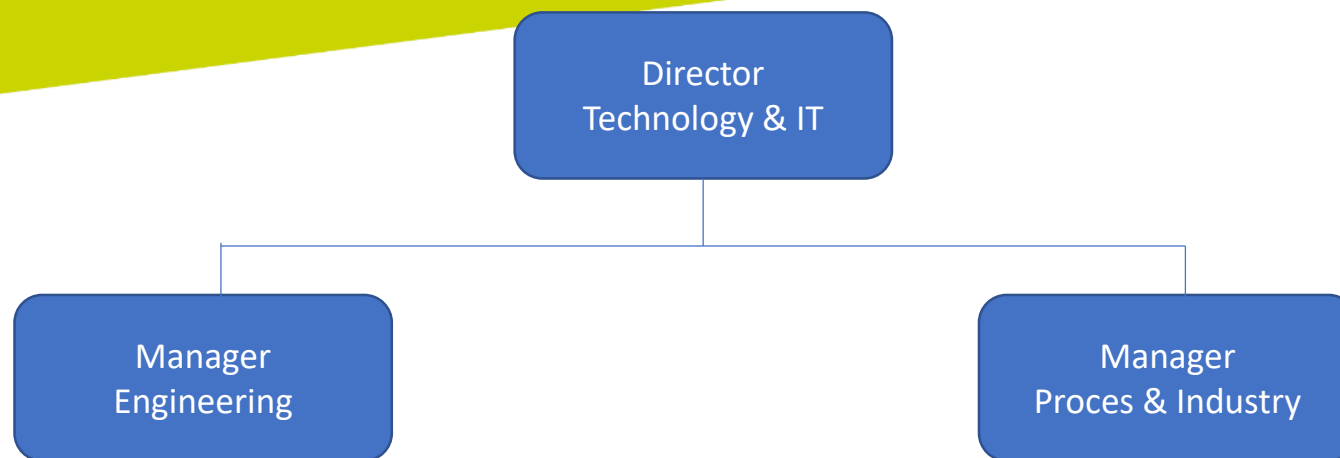 Director
Technology & IT
Manager
Engineering
Manager
Proces & Industry